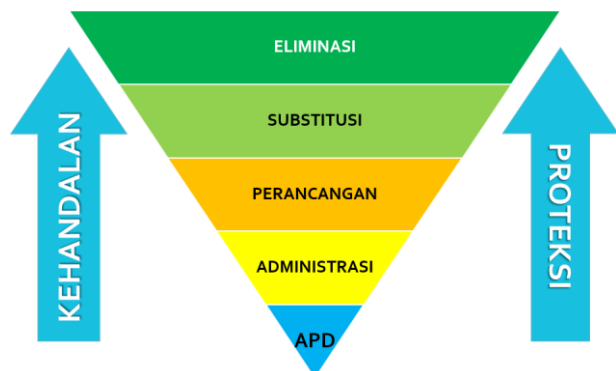 ELIMINASI
SUBSTITUSI
PERANCANGAN
ADMINISTRASI
APD
KEHANDALAN
PROTEKSI